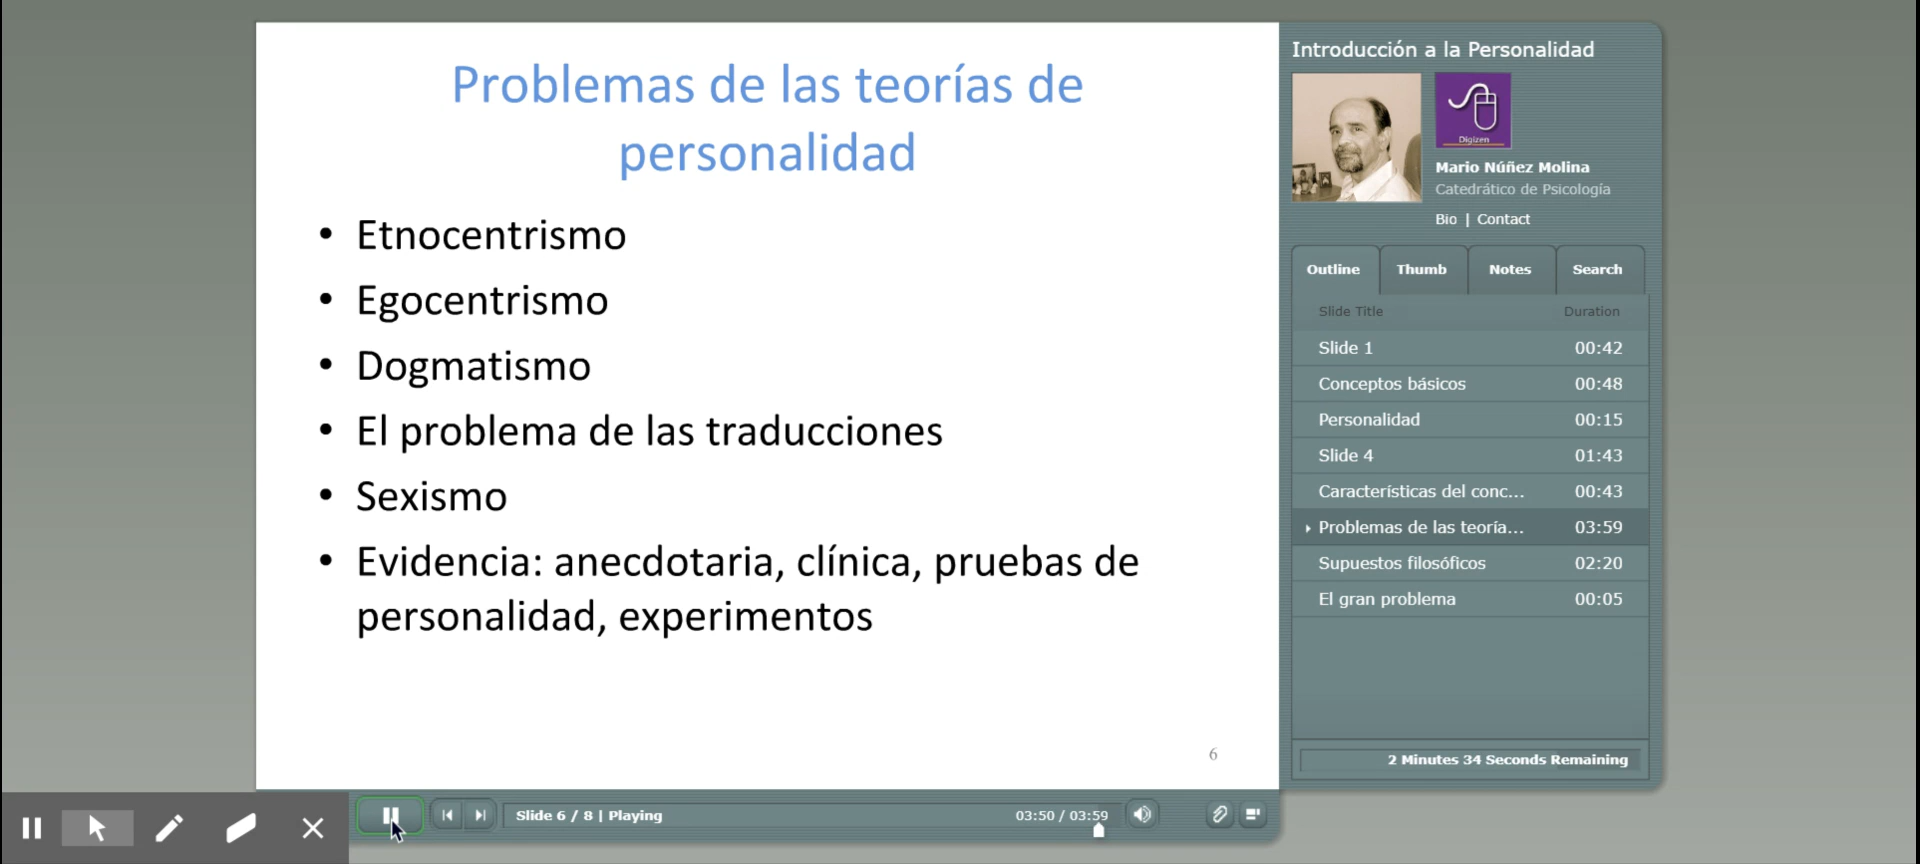 Problemas de las teorías de
personalidad
• Etnocentrismo
• Egocentrismo
• Dogmatismo
• El problema de las traducciones
• Sexismo
• Evidencia: anecdotaria, clínica, pruebas de
personalidad, experimentos
6
Introducción a la Personalidad
Digizen
Mario Núñez Molina
Catedrático de Psicología
Bio | Contact
Outline Thumb Notes Search
Slide Title Duration
Slide 1 00:42
Conceptos básicos 00:48
Personalidad 00:15
Slide 4 01:43
Características del conc... 00:43
Problemas de las teoría... 03:59
Supuestos filosóficos 02:20
El gran problema 00:05
2 Minutes 34 Seconds Remaining
Slide 6 / 8 | Playing 03:50 / 03:59